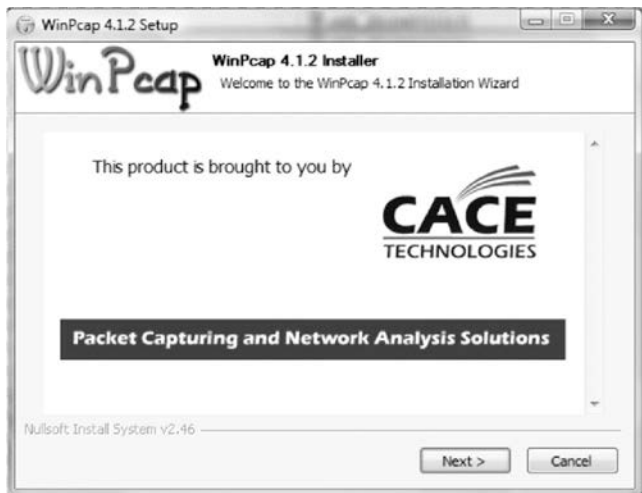 WinPcap 4.1.2 Setup
WinPcap
WinPcap 4.1.2 Installer
Welcome to the WinPcap 4.1.2 Installation Wizard
This product is brought to you by
CACE
TECHNOLOGIES
Packet Capturing and Network Analysis Solutions
Nullsoft Install System v2.46
Next >
Cancel